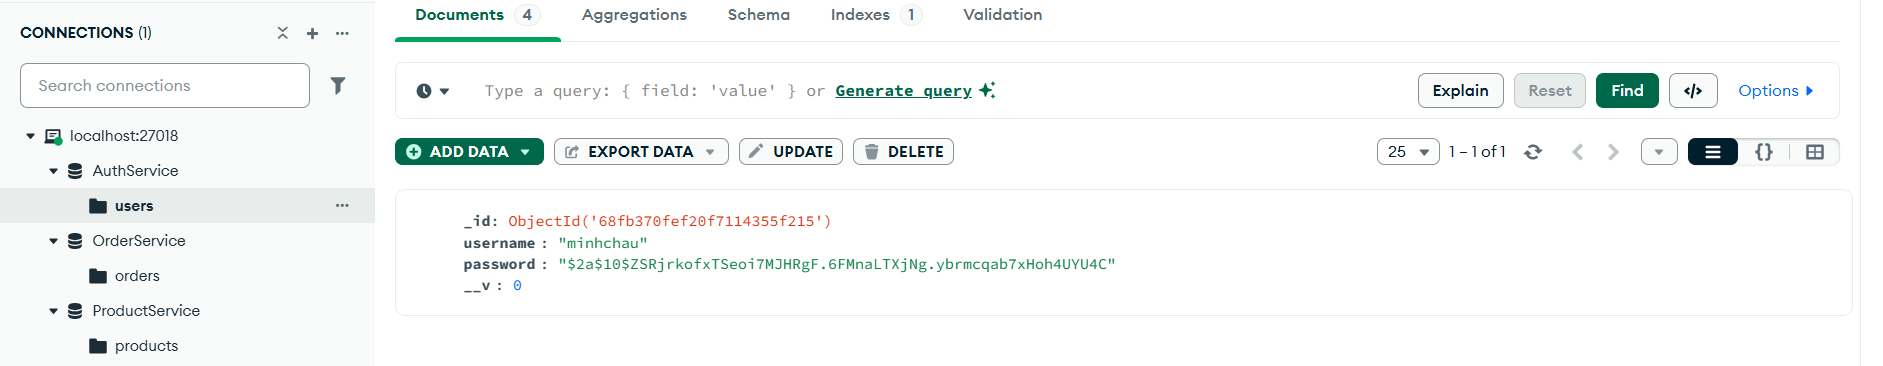 Documents 4 Aggregations Schema Indexes 1 Validation
CONNECTIONS (1)
Search connections
Type a query: { field: 'value' } or Generate query
Explain Reset Find </> Options
localhost:27018
AuthService
users
OrderService
orders
ProductService
products
ADD DATA EXPORT DATA UPDATE DELETE
25 1 – 1 of 1 {}
_id: ObjectId('68fb370fef20f7114355f215')
username : "minhchau"
password : "$2a$10$ZSRjrkofxTSeoi7MJHRgF.6FMnaLTXjNg.ybrmcqab7xHoh4UYU4C"
__v : 0